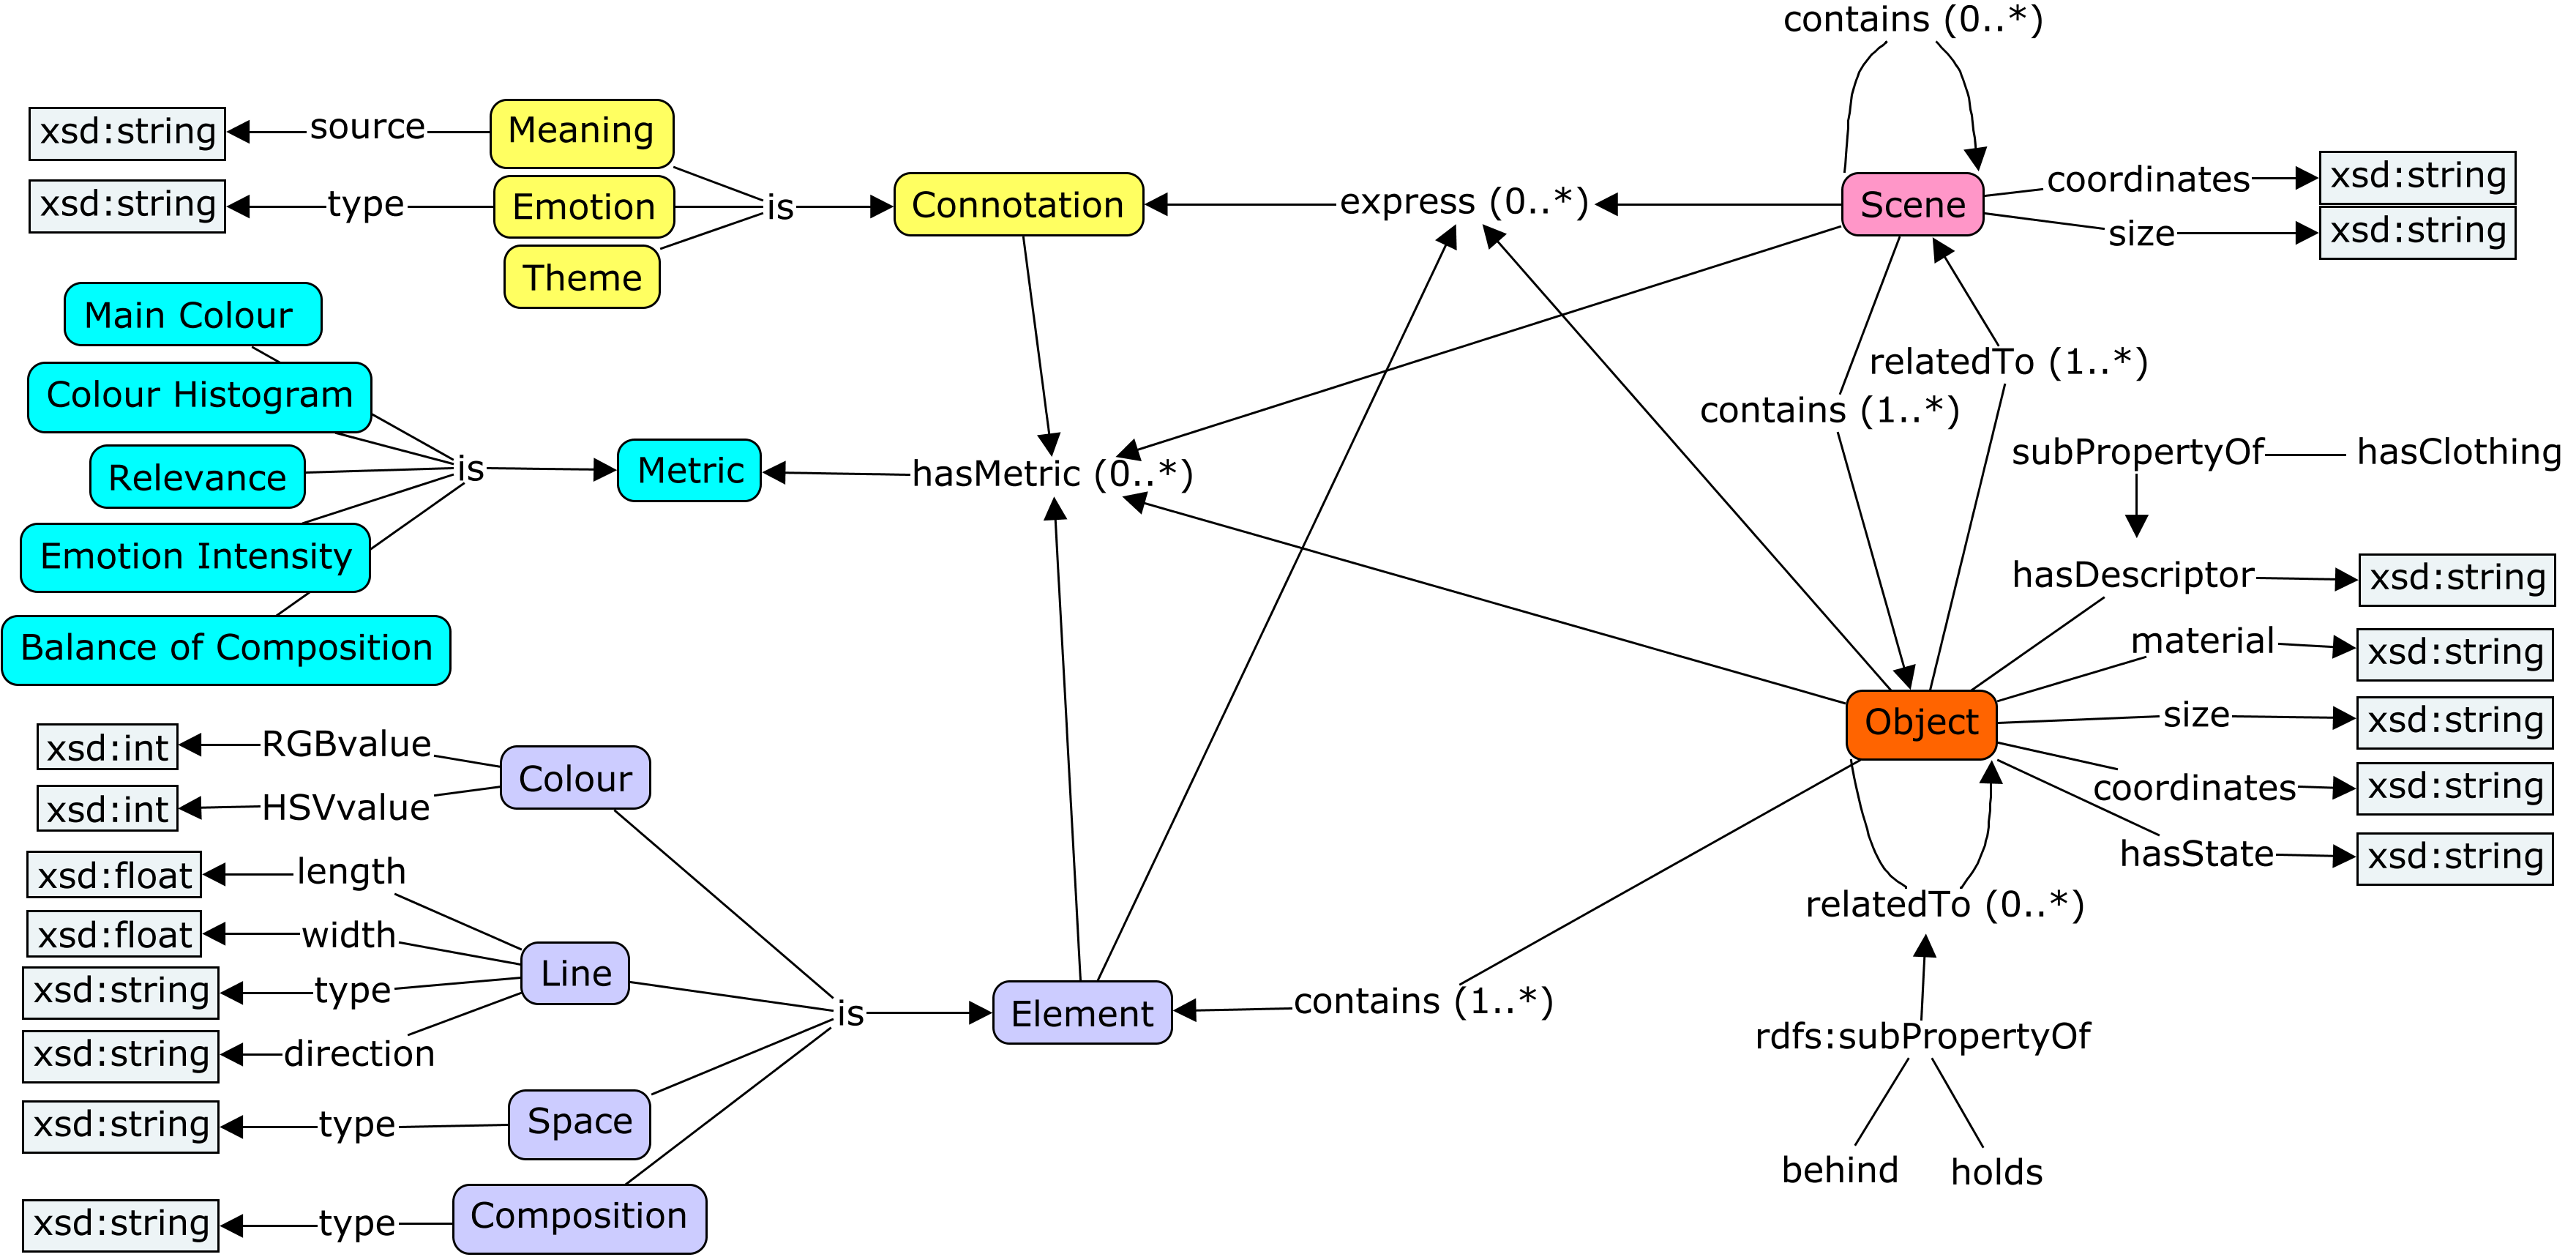 contains (0..*)
xsd:string
source
Meaning
xsd:string
type
Emotion
is
Connotation
express (0..*)
Scene
coordinates
xsd:string
size
xsd:string
Theme
Main Colour
Colour Histogram
Relevance
Emotion Intensity
Balance of Composition
is
Metric
hasMetric (0..*)
relatedTo (1..*)
contains (1..*)
subPropertyOf
hasClothing
hasDescriptor
xsd:string
material
xsd:string
Object
size
xsd:string
coordinates
xsd:string
hasState
xsd:string
relatedTo (0..*)
rdfs:subPropertyOf
behind
holds
xsd:int
RGBvalue
Colour
xsd:int
HSVvalue
xsd:float
length
xsd:float
width
Line
xsd:string
type
xsd:string
direction
is
Element
contains (1..*)
xsd:string
type
Space
xsd:string
type
Composition